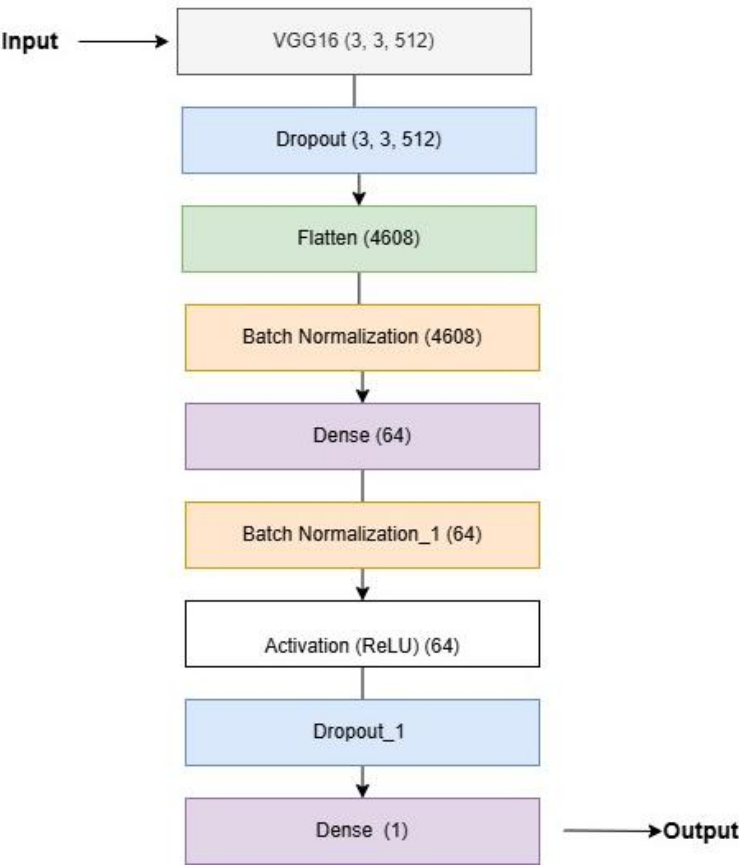 Input
VGG16 (3, 3, 512)
Dropout (3, 3, 512)
Flatten (4608)
Batch Normalization (4608)
Dense (64)
Batch Normalization_1 (64)
Activation (ReLU) (64)
Dropout_1
Dense (1)
Output